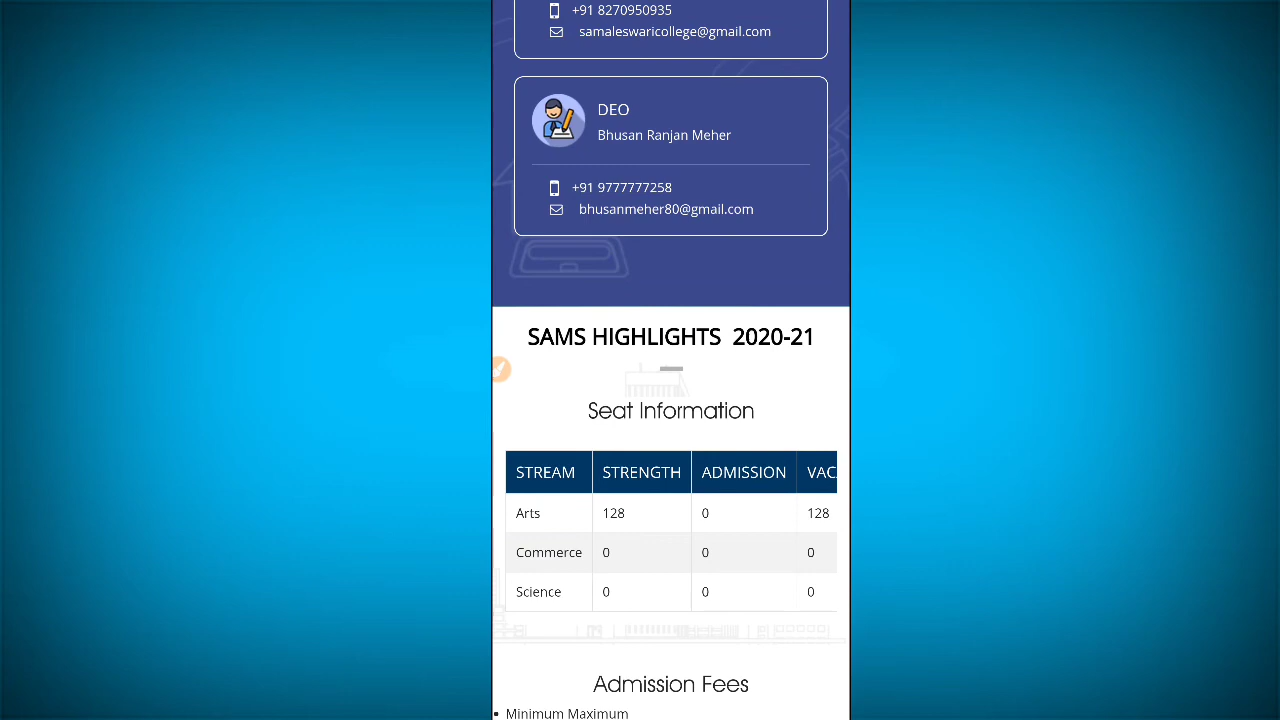 +91 8270950935
samaleswaricollege@gmail.com
DEO
Bhusan Ranjan Meher
+91 9777777258
bhusanmeher80@gmail.com
SAMS HIGHLIGHTS 2020-21
Seat Information
STREAM STRENGTH ADMISSION VAC
Arts 128 0 128
Commerce 0 0 0
Science 0 0 0
Admission Fees
• Minimum Maximum